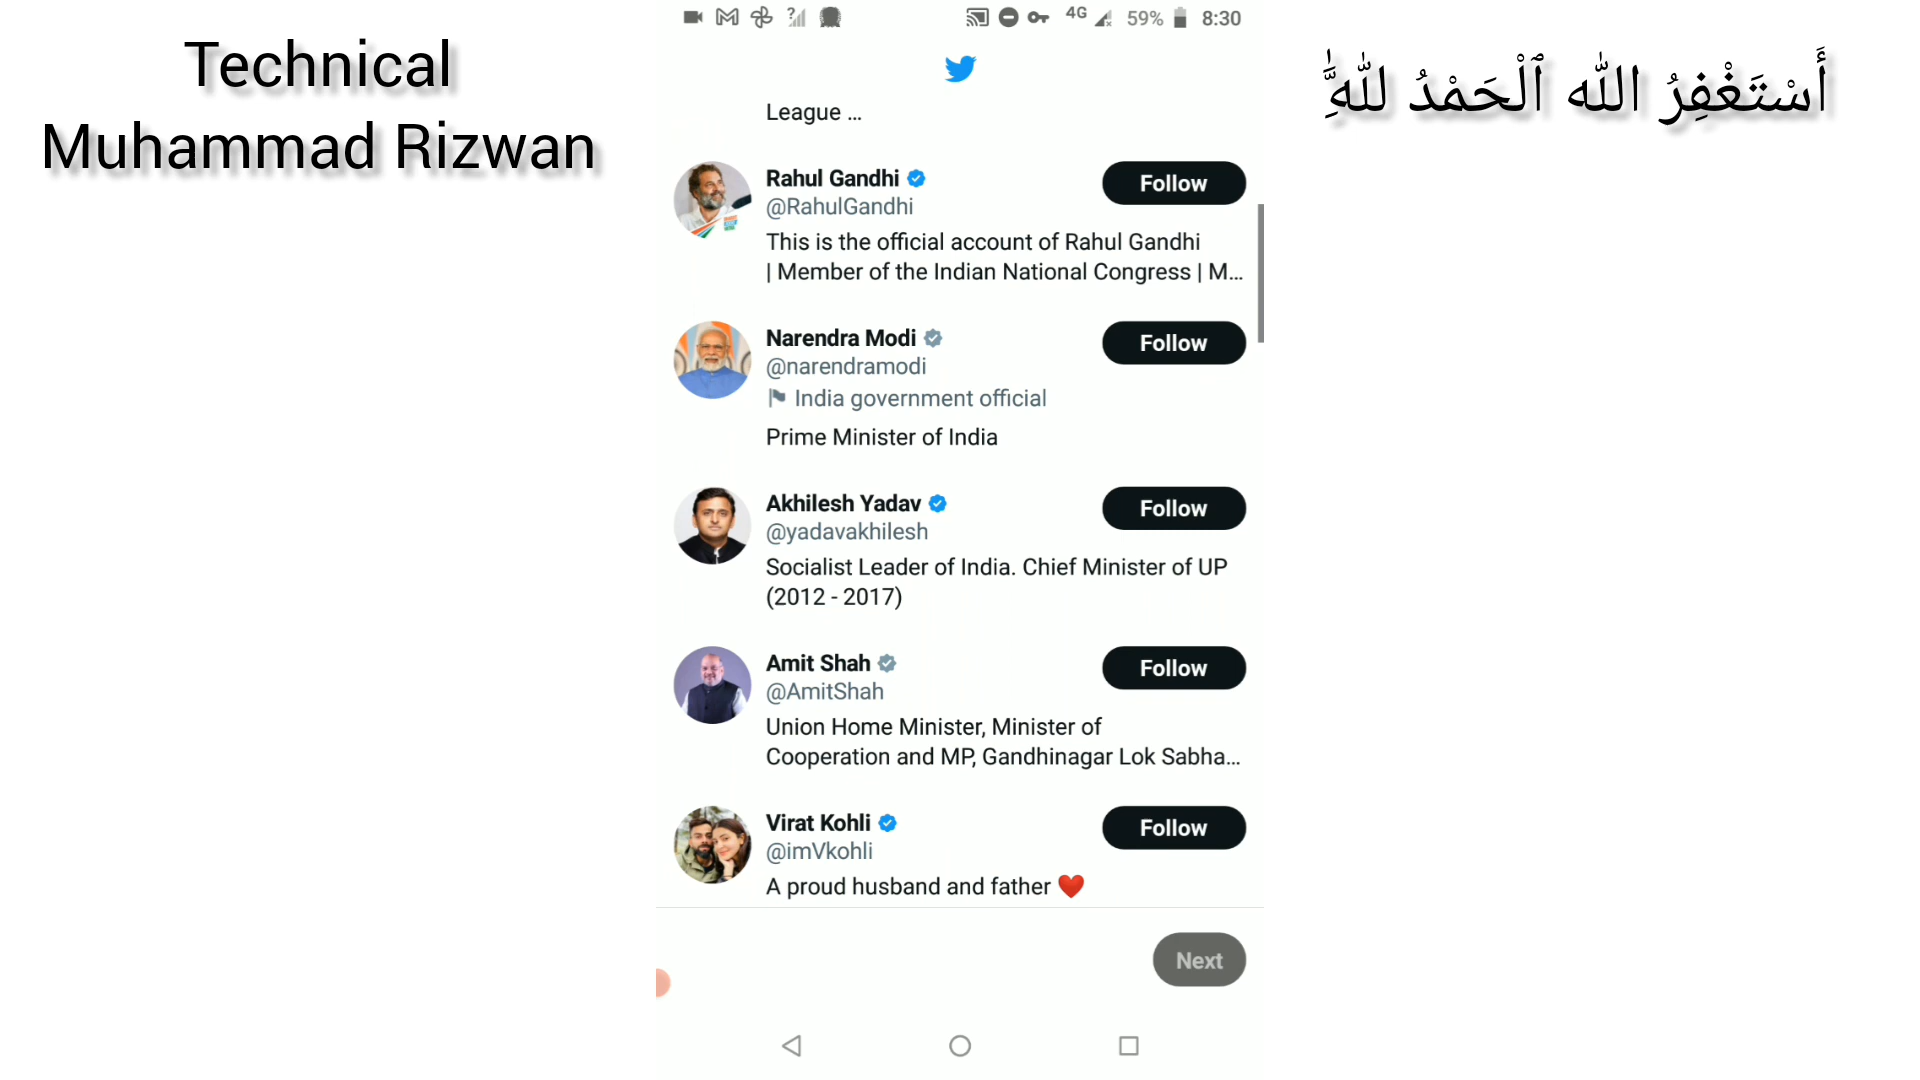 Technical
Muhammad Rizwan
أَسْتَغْفِرُ اللّٰه ٱلْحَمْدُ لِلّٰهِ
4G 59% 8:30
League ...
Rahul Gandhi
Follow
@RahulGandhi
This is the official account of Rahul Gandhi
| Member of the Indian National Congress | M...
Narendra Modi
Follow
@narendramodi
India government official
Prime Minister of India
Akhilesh Yadav
Follow
@yadavakhilesh
Socialist Leader of India. Chief Minister of UP
(2012 - 2017)
Amit Shah
Follow
@AmitShah
Union Home Minister, Minister of
Cooperation and MP, Gandhinagar Lok Sabha...
Virat Kohli
Follow
@imVkohli
A proud husband and father ❤️
Next